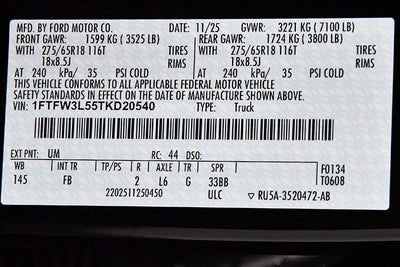 MFD. BY FORD MOTOR CO. DATE: 11/25 GVWR: 3221 KG ( 7100 LB)
FRONT GAWR: 1599 KG ( 3525 LB) REAR GAWR: 1724 KG ( 3800 LB)
WITH 275/65R18 116T TIRES WITH 275/65R18 116T TIRES
18x8.5J RIMS 18x8.5J RIMS
AT 240 kPa/ 35 PSI COLD AT 240 kPa/ 35 PSI COLD
THIS VEHICLE CONFORMS TO ALL APPLICABLE FEDERAL MOTOR VEHICLE
SAFETY STANDARDS IN EFFECT ON THE DATE OF MANUFACTURE SHOWN ABOVE.
VIN: 1FTFW3L55TKD20540 TYPE: Truck
EXT PNT: UM RC: 44 DSO:
WB INT TR TP/PS R AXLE TR SPR F0134
145 FB 2 L6 G 33BB T0608
2202511250450 ULC ▽ RU5A-3520472-AB